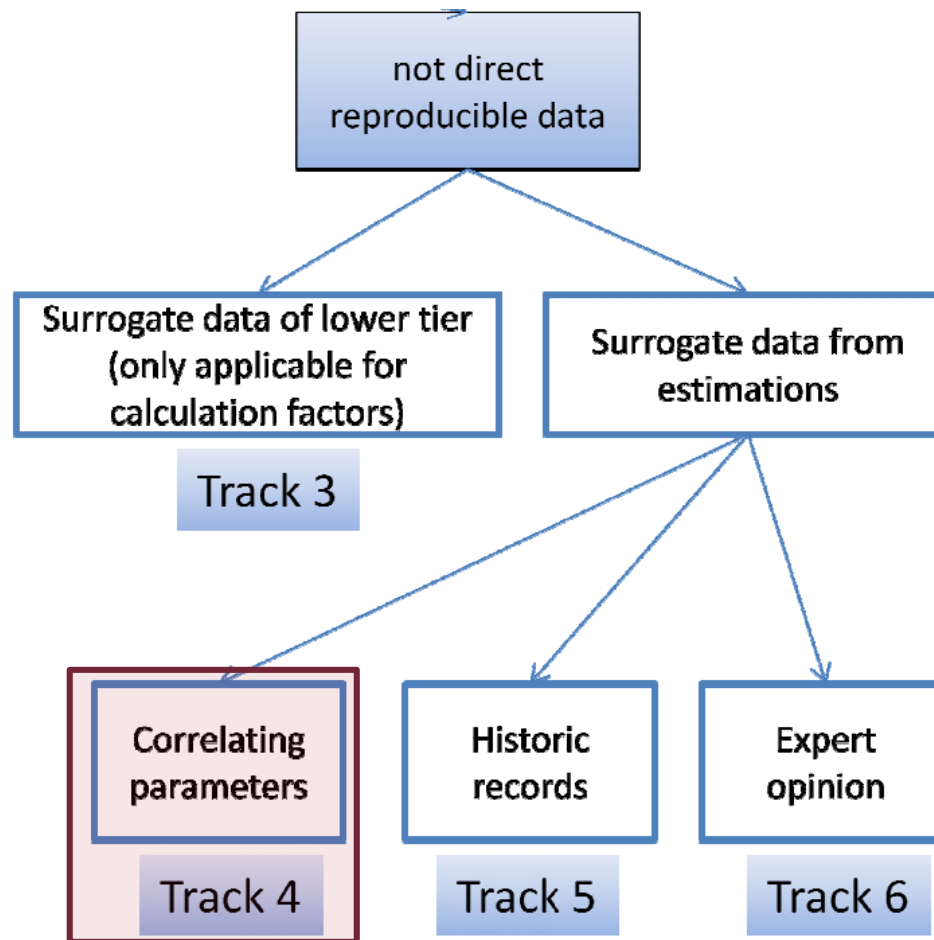 not direct
reproducible data
Surrogate data of lower tier
(only applicable for
calculation factors)
Surrogate data from
estimations
Track 3
Correlating
parameters
Historic
records
Expert
opinion
Track 4
Track 5
Track 6